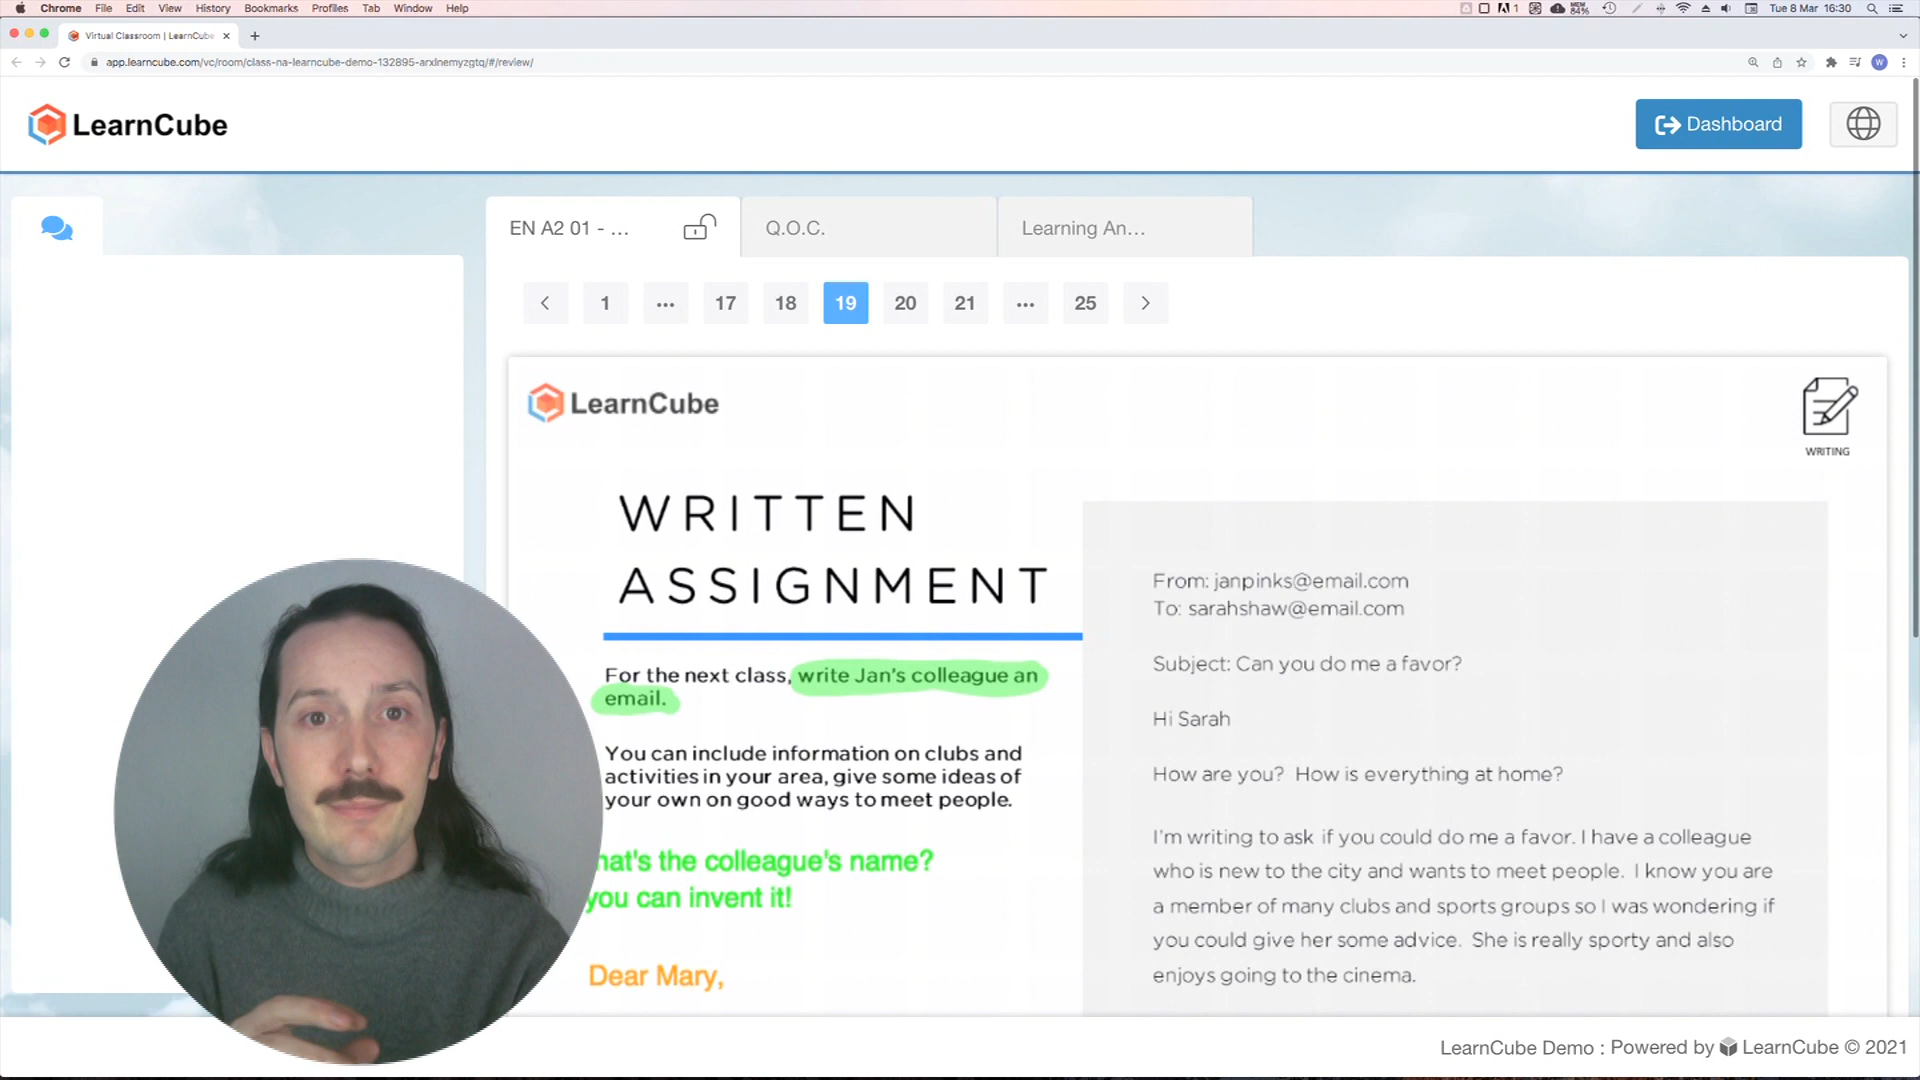 Chrome File Edit View History Bookmarks Profiles Tab Window Help
1
MEM
84%
Tue 8 Mar 16:30
Virtual Classroom | LearnCube
app.learncube.com/vc/room/class-na-learncube-demo-132895-arxlnemyzgtq/#/review/
W
LearnCube
Dashboard
EN A2 01 - ...
Q.O.C.
Learning An...
1 ... 17 18 19 20 21 ... 25
LearnCube
WRITING
WRITTEN
ASSIGNMENT
For the next class, write Jan's colleague an
email.
You can include information on clubs and
activities in your area, give some ideas of
your own on good ways to meet people.
hat's the colleague's name?
you can invent it!
Dear Mary,
From: janpinks@email.com
To: sarahshaw@email.com
Subject: Can you do me a favor?
Hi Sarah
How are you? How is everything at home?
I'm writing to ask if you could do me a favor. I have a colleague
who is new to the city and wants to meet people. I know you are
a member of many clubs and sports groups so I was wondering if
you could give her some advice. She is really sporty and also
enjoys going to the cinema.
LearnCube Demo : Powered by LearnCube © 2021